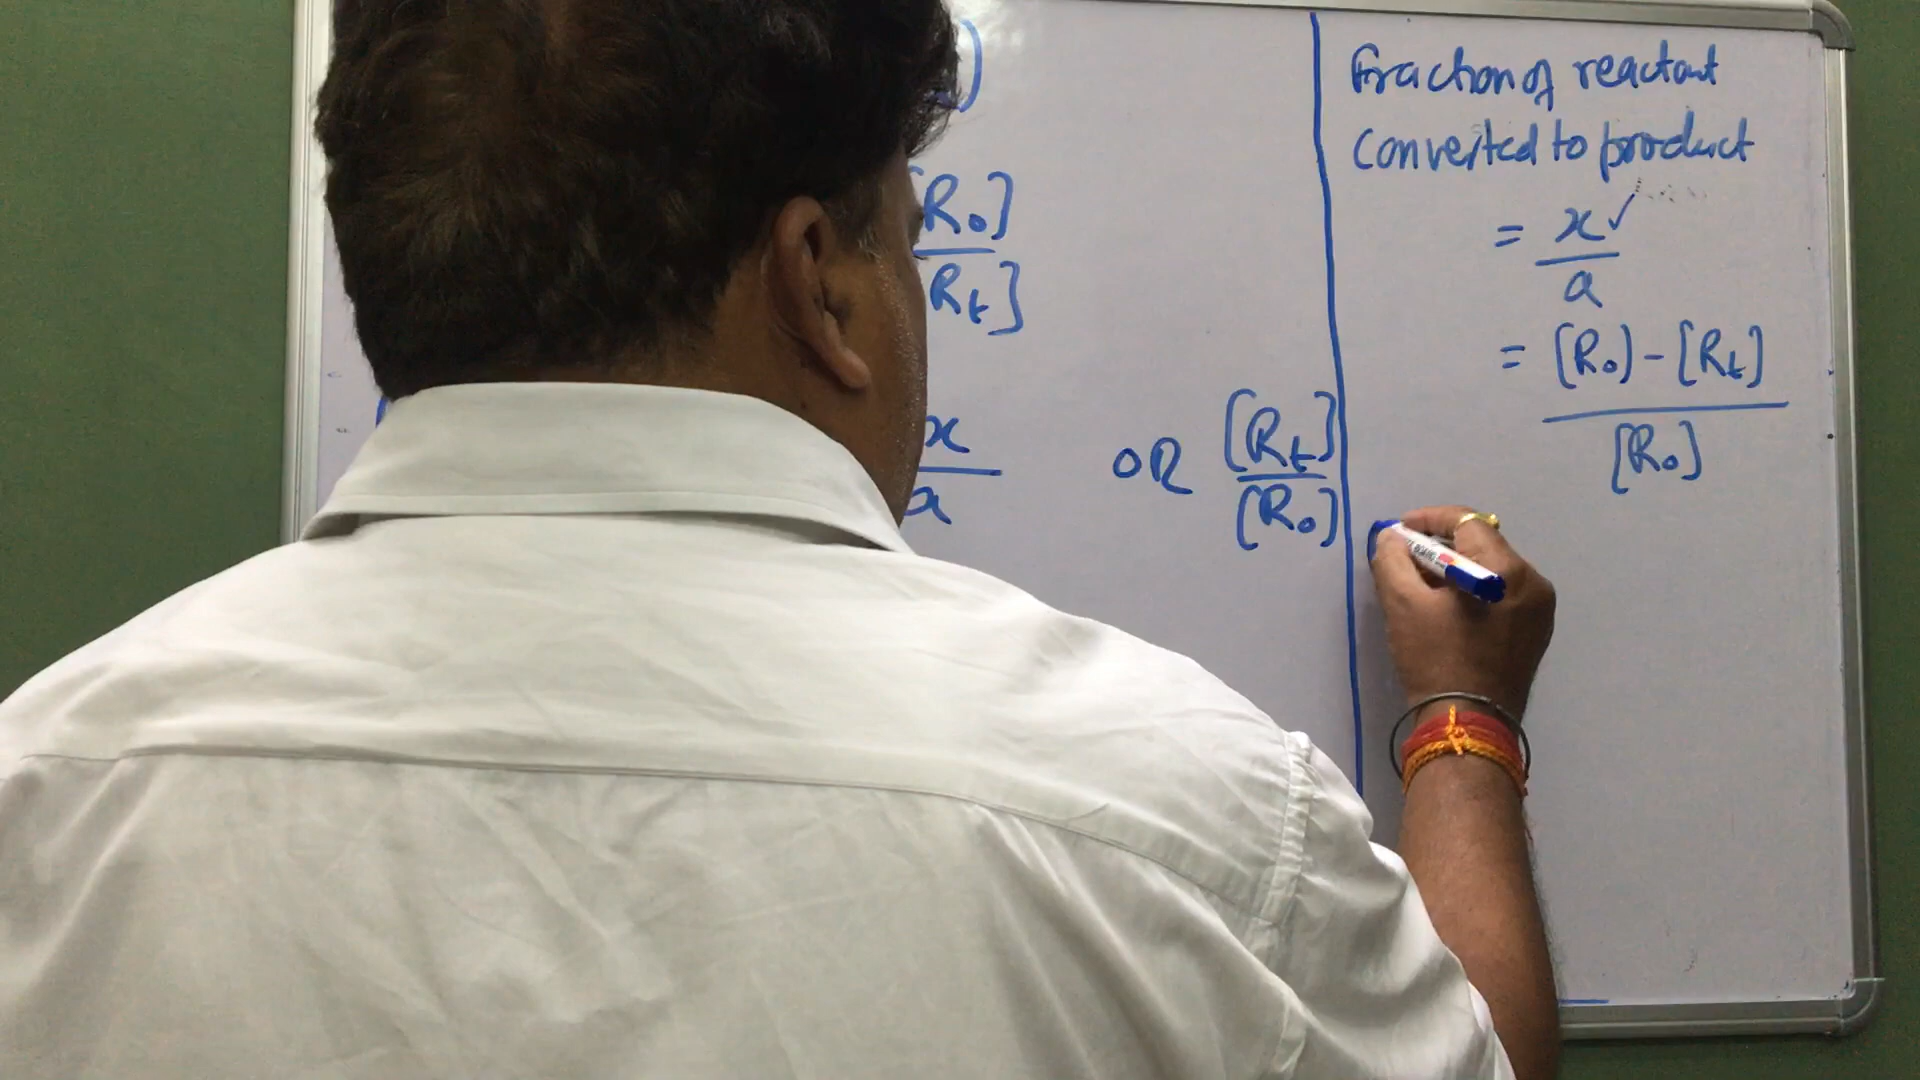 )
[R₀]
[Rₜ]
x
a
OR [Rₜ]
[R₀]
Fraction of reactant
converted to product
= x ✓
a
= [R₀] - [Rₜ]
[R₀]